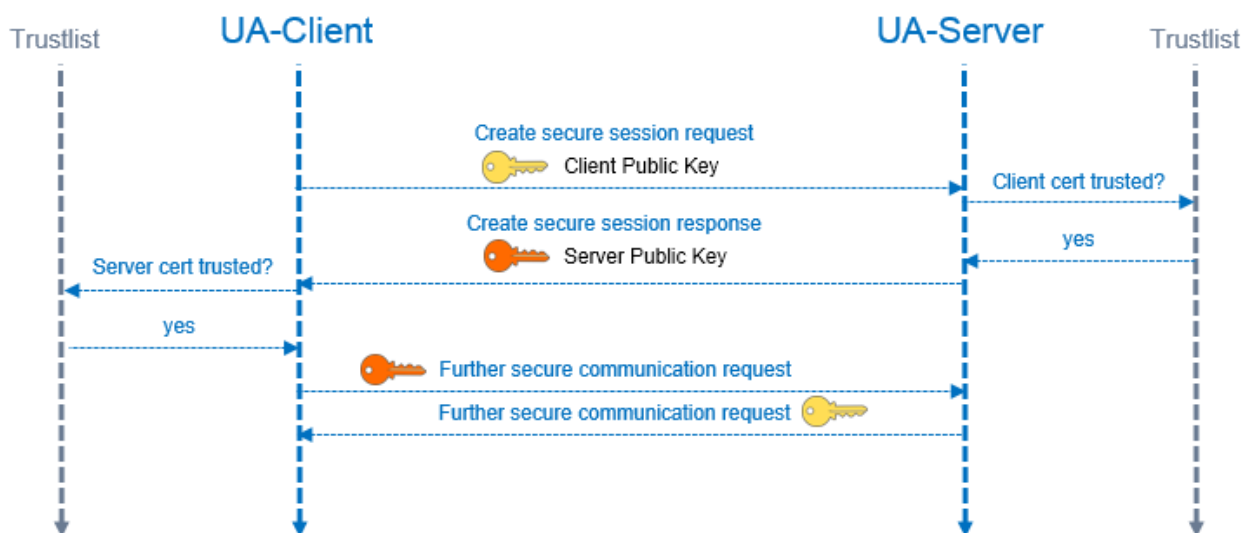 Trustlist
UA-Client
UA-Server
Trustlist
Create secure session request
Client Public Key
Client cert trusted?
Create secure session response
yes
Server Public Key
Server cert trusted?
yes
Further secure communication request
Further secure communication request